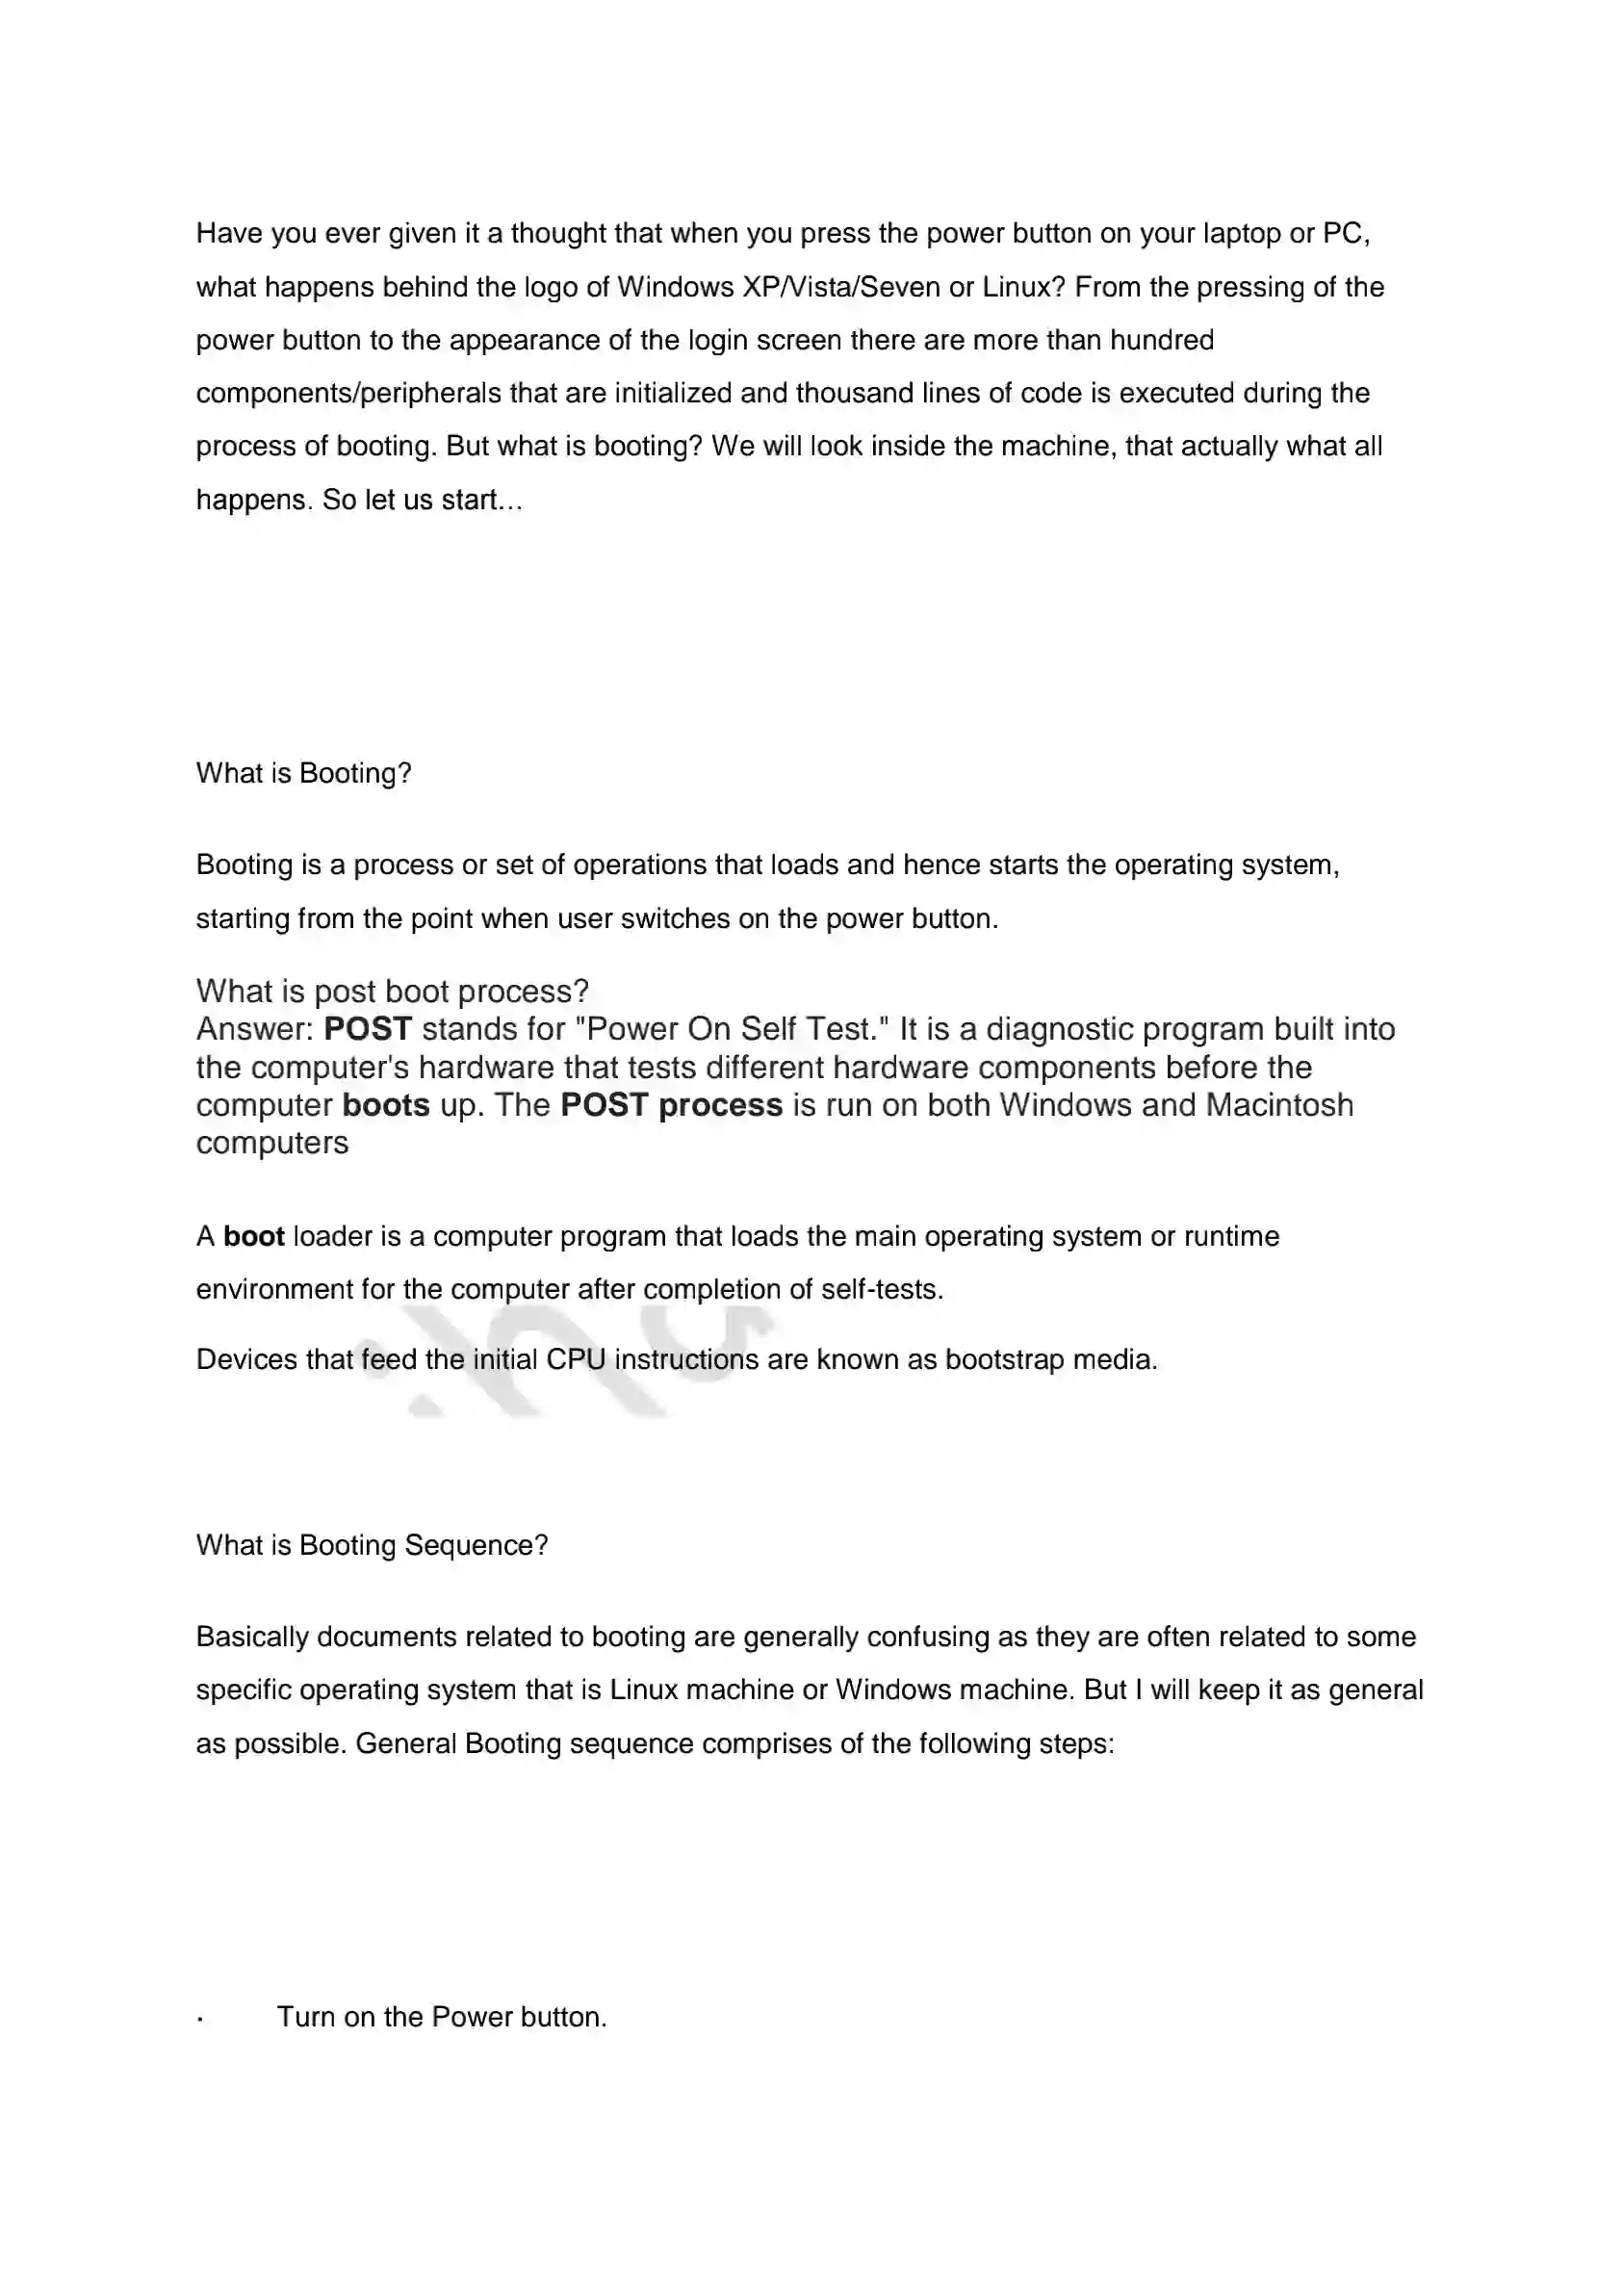 Have you ever given it a thought that when you press the power button on your laptop or PC,
what happens behind the logo of Windows XP/Vista/Seven or Linux? From the pressing of the
power button to the appearance of the login screen there are more than hundred
components/peripherals that are initialized and thousand lines of code is executed during the
process of booting. But what is booting? We will look inside the machine, that actually what all
happens. So let us start…
What is Booting?
Booting is a process or set of operations that loads and hence starts the operating system,
starting from the point when user switches on the power button.
What is post boot process?
Answer: POST stands for "Power On Self Test." It is a diagnostic program built into
the computer's hardware that tests different hardware components before the
computer boots up. The POST process is run on both Windows and Macintosh
computers
A boot loader is a computer program that loads the main operating system or runtime
environment for the computer after completion of self-tests.
Devices that feed the initial CPU instructions are known as bootstrap media.
What is Booting Sequence?
Basically documents related to booting are generally confusing as they are often related to some
specific operating system that is Linux machine or Windows machine. But I will keep it as general
as possible. General Booting sequence comprises of the following steps:
· Turn on the Power button.